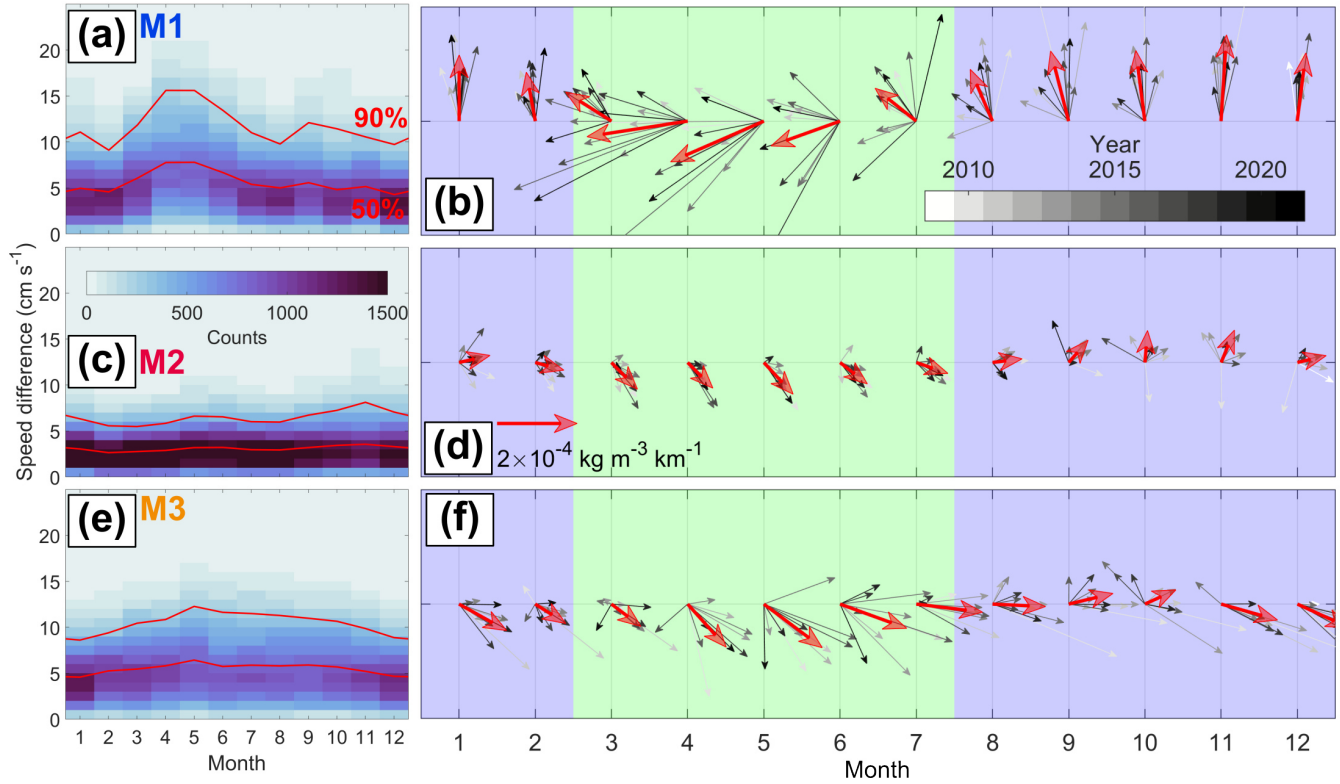 (a) M1
20
15
10
5
0
90%
50%
(b)
Year
2010 2015 2020
Speed difference (cm s⁻¹)
(c) M2
20
15
10
5
0
0 500 1000 1500
Counts
(d)
2×10⁻⁴ kg m⁻³ km⁻¹
(e) M3
20
15
10
5
0
1 2 3 4 5 6 7 8 9 10 11 12
Month
(f)
1 2 3 4 5 6 7 8 9 10 11 12
Month